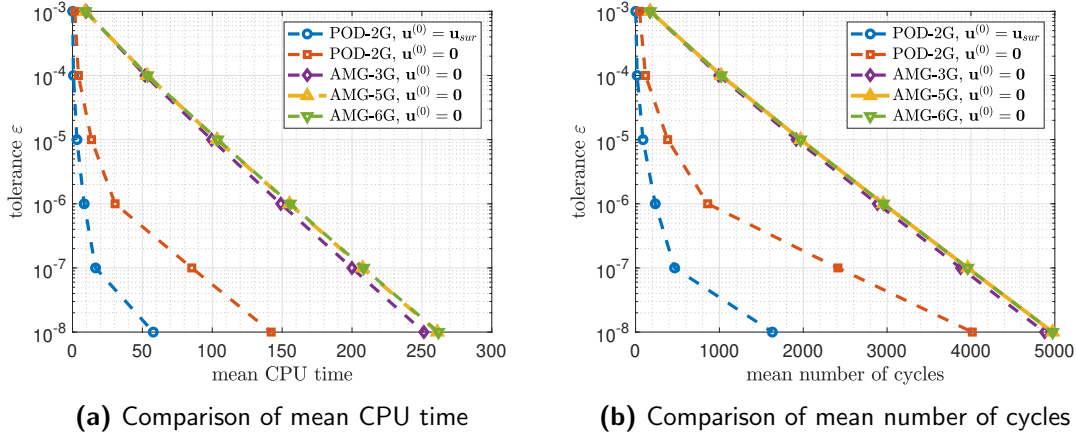 10^-3
10^-4
10^-5
10^-6
10^-7
10^-8
tolerance ε
0 50 100 150 200 250 300
mean CPU time
POD-2G, u^(0) = u_sur
POD-2G, u^(0) = 0
AMG-3G, u^(0) = 0
AMG-5G, u^(0) = 0
AMG-6G, u^(0) = 0
(a) Comparison of mean CPU time
10^-3
10^-4
10^-5
10^-6
10^-7
10^-8
tolerance ε
0 1000 2000 3000 4000 5000
mean number of cycles
POD-2G, u^(0) = u_sur
POD-2G, u^(0) = 0
AMG-3G, u^(0) = 0
AMG-5G, u^(0) = 0
AMG-6G, u^(0) = 0
(b) Comparison of mean number of cycles